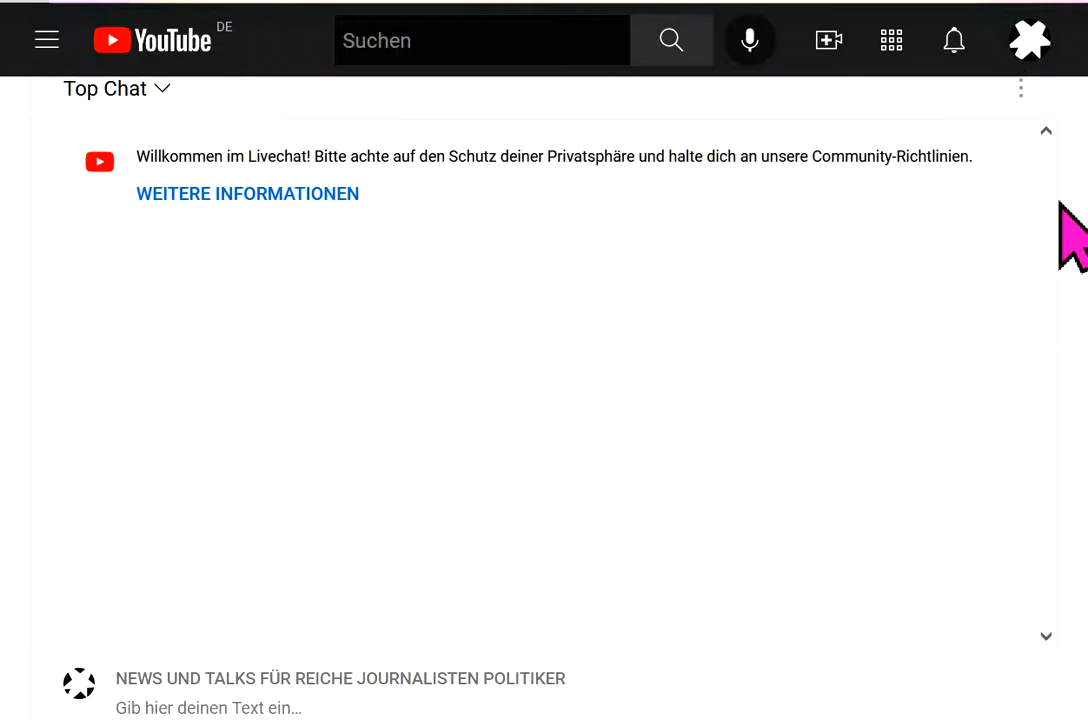 YouTube DE
Suchen
Top Chat
Willkommen im Livechat! Bitte achte auf den Schutz deiner Privatsphäre und halte dich an unsere Community-Richtlinien.
WEITERE INFORMATIONEN
NEWS UND TALKS FÜR REICHE JOURNALISTEN POLITIKER
Gib hier deinen Text ein…